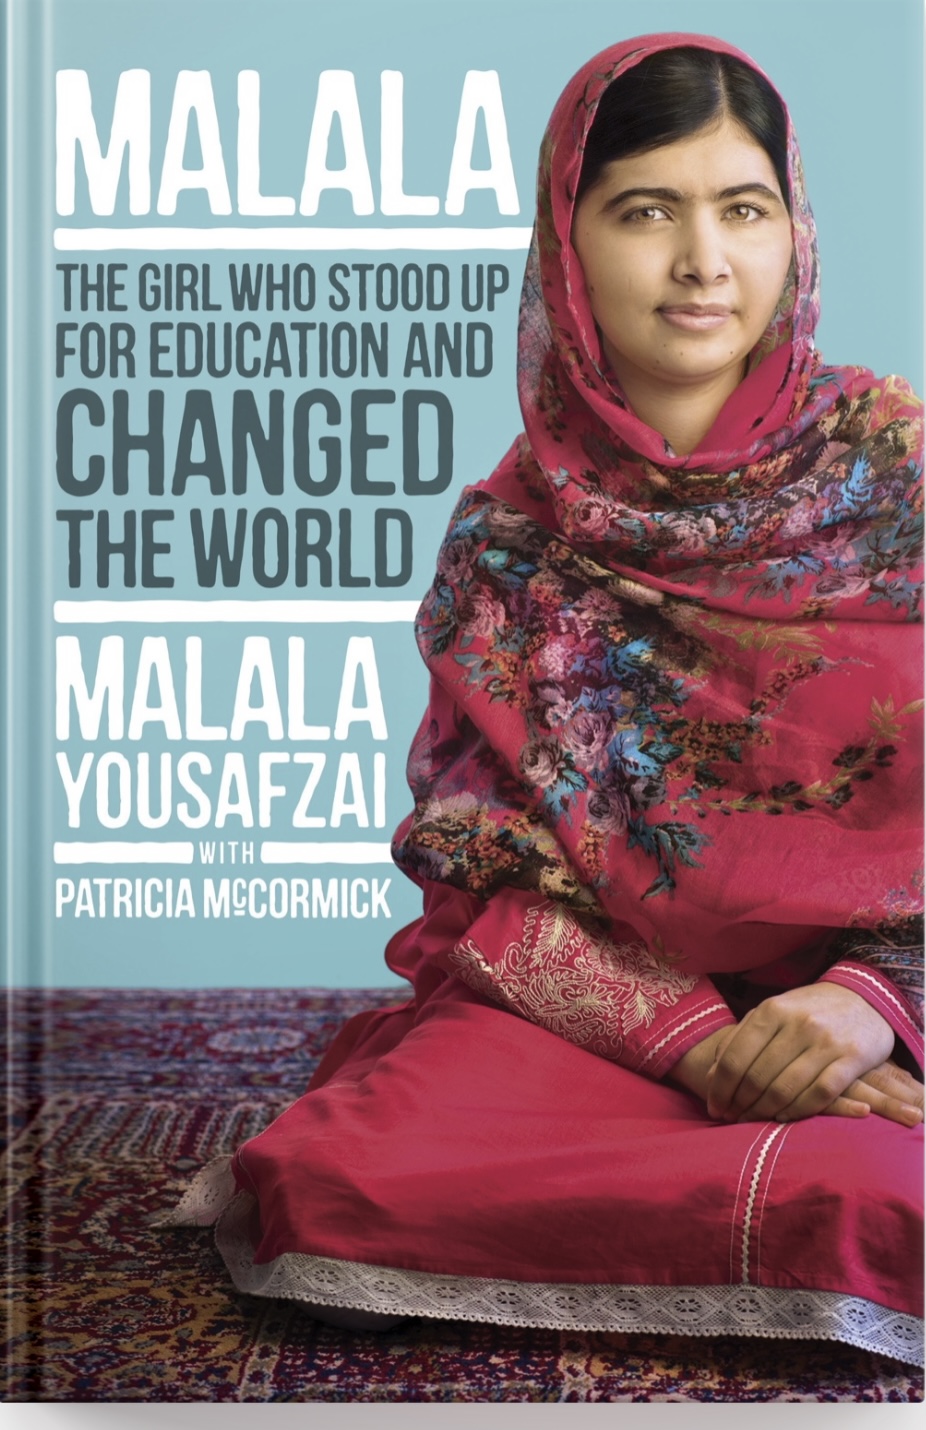 MALALA
THE GIRL WHO STOOD UP
FOR EDUCATION AND
CHANGED
THE WORLD
MALALA
YOUSAFZAI
WITH
PATRICIA McCORMICK